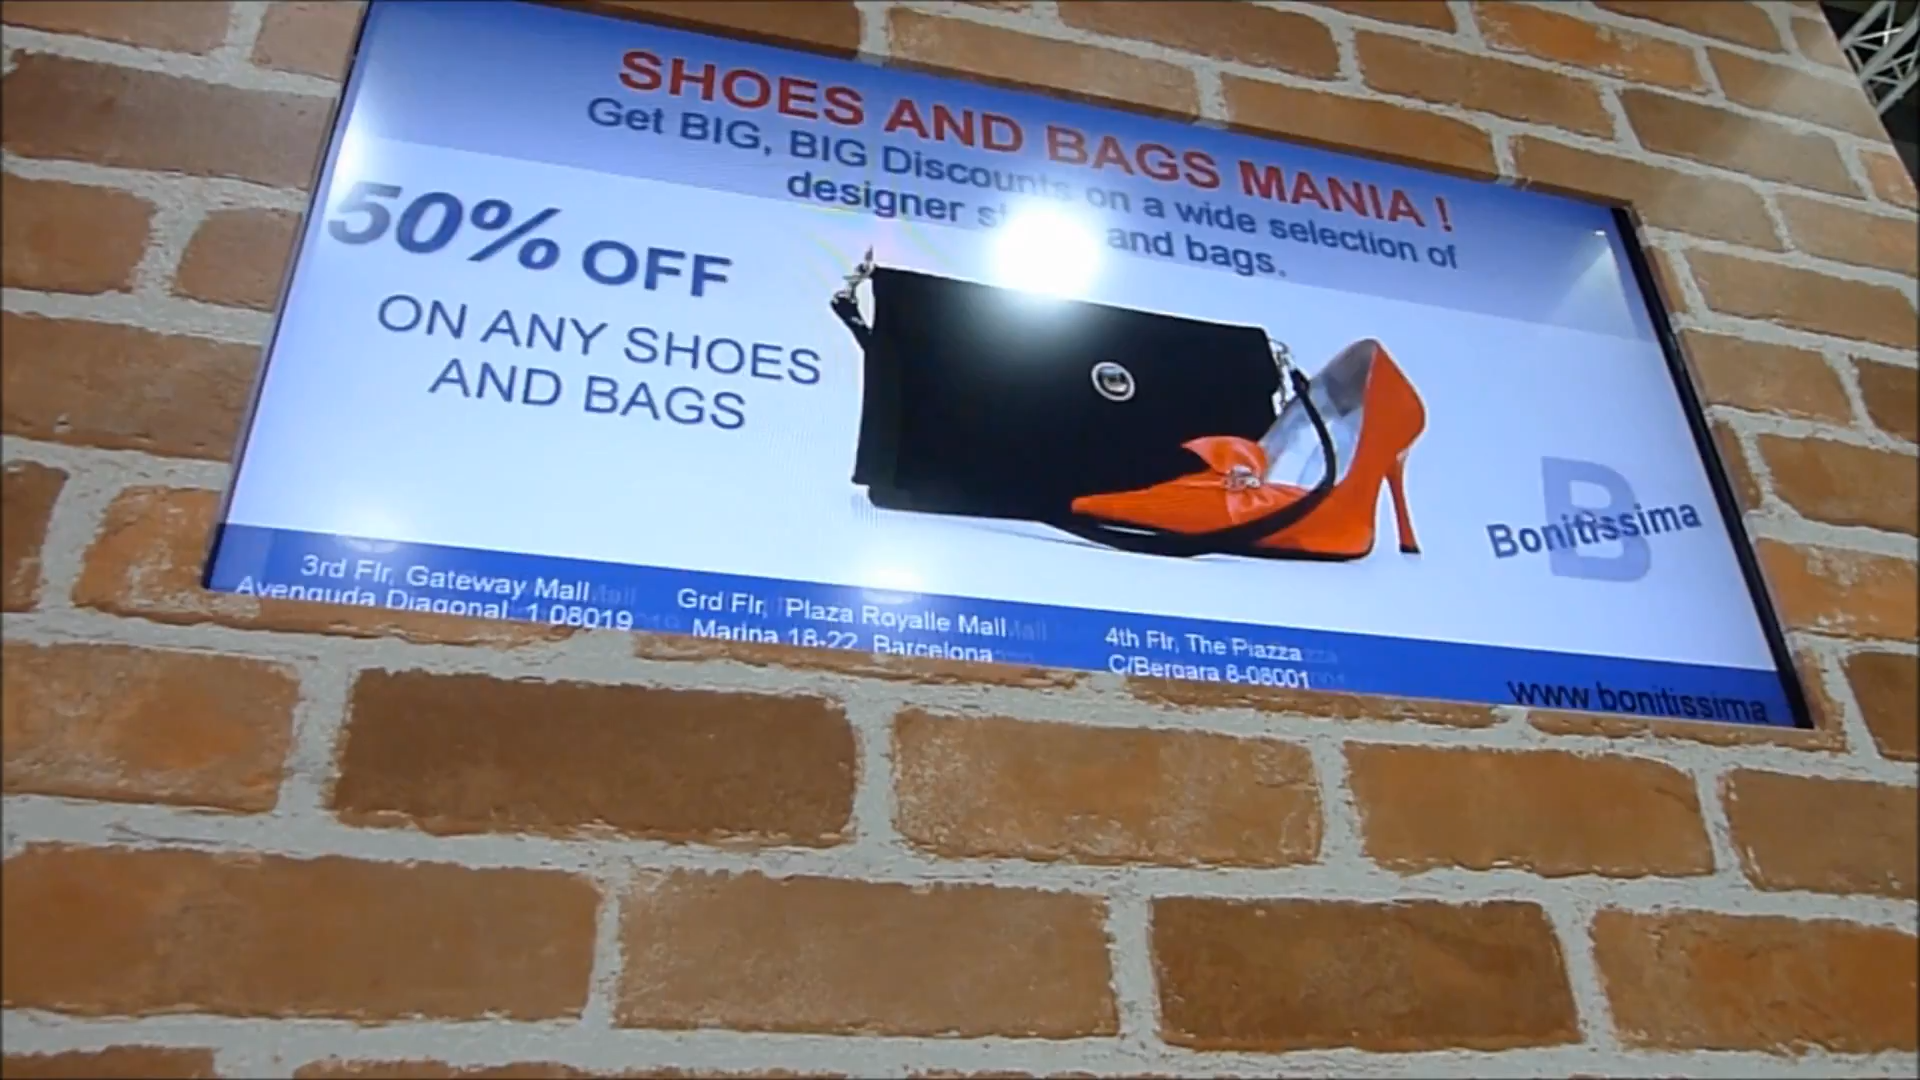 SHOES AND BAGS MANIA !
Get BIG, BIG Discounts on a wide selection of
designer and bags.
50% OFF
ON ANY SHOES
AND BAGS
B
Bonitissima
3rd Flr, Gateway Mall
Avenguda Diagonal, 1 08019
Grd Flr, Plaza Royalle Mall
Marina 18-22, Barcelona
4th Flr, The Piazza
C/Bergara 8-08001
www.bonitissima